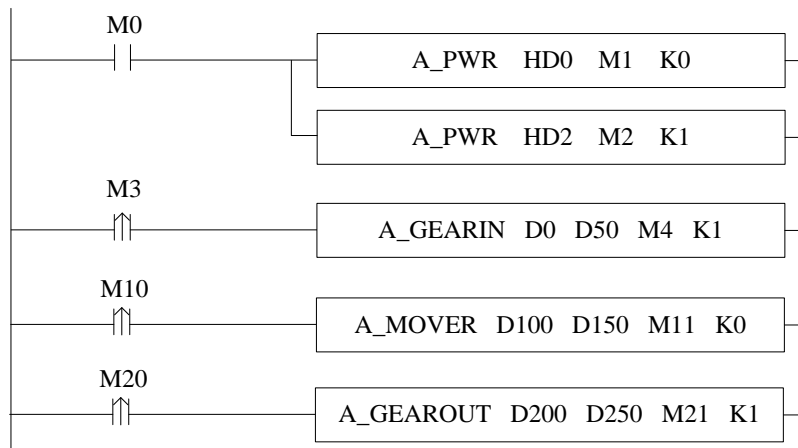 M0
A_PWR HD0 M1 K0
A_PWR HD2 M2 K1
M3
A_GEARIN D0 D50 M4 K1
M10
A_MOVER D100 D150 M11 K0
M20
A_GEAROUT D200 D250 M21 K1